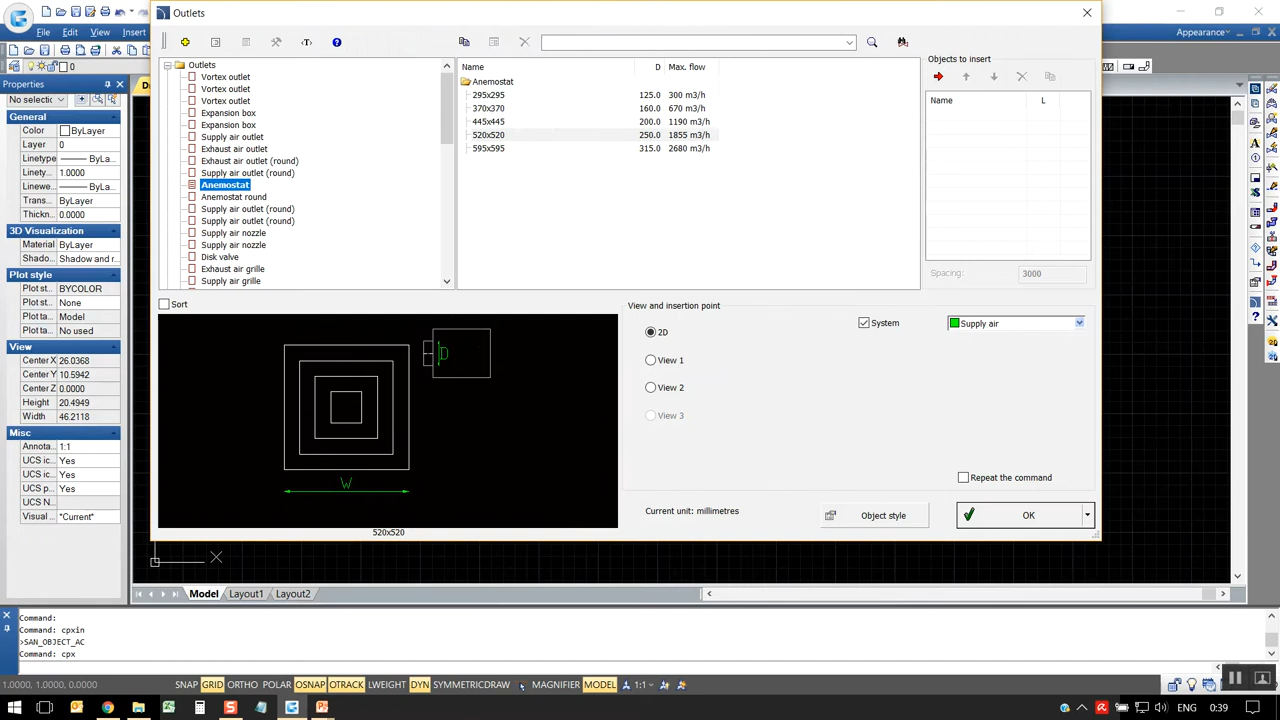 Outlets
Appearance
File
View
Insert
0
Properties
No selectic
General
Color ByLayer
Layer 0
Linetype ByLa...
Linety... 1.0000
Linewe... ByLa...
Trans... ByLayer
Thickn... 0.0000
3D Visualization
Material ByLayer
Shado... Shadow and r
Plot style
Plot st... BYCOLOR
Plot st... None
Plot ta... Model
Plot ta... No used
View
Center X 26.0368
Center Y 10.5942
Center Z 0.0000
Height 20.4949
Width 46.2118
Misc
Annota... 1:1
UCS ic... Yes
UCS ic... Yes
UCS p... Yes
UCS N...
Visual ... *Current*
Outlets
Vortex outlet
Vortex outlet
Vortex outlet
Expansion box
Expansion box
Supply air outlet
Exhaust air outlet
Exhaust air outlet (round)
Supply air outlet (round)
Anemostat
Anemostat round
Supply air outlet (round)
Supply air outlet (round)
Supply air nozzle
Supply air nozzle
Disk valve
Exhaust air grille
Supply air grille
Name D Max. flow
Anemostat
295x295 125.0 300 m3/h
370x370 160.0 670 m3/h
445x445 200.0 1190 m3/h
520x520 250.0 1855 m3/h
595x595 315.0 2680 m3/h
Objects to insert
Name L
Spacing: 3000
Sort
D
W
520x520
View and insertion point
2D
View 1
View 2
View 3
System Supply air
Repeat the command
Current unit: millimetres
Object style
OK
X
Model Layout1 Layout2
Command:
Command: cpxin
>SAN_OBJECT_AC
Command: cpx
1.0000, 1.0000, 0.0000 SNAP GRID ORTHO POLAR OSNAP OTRACK LWEIGHT DYN SYMMETRICDRAW MAGNIFIER MODEL 1:1
ENG 0:39